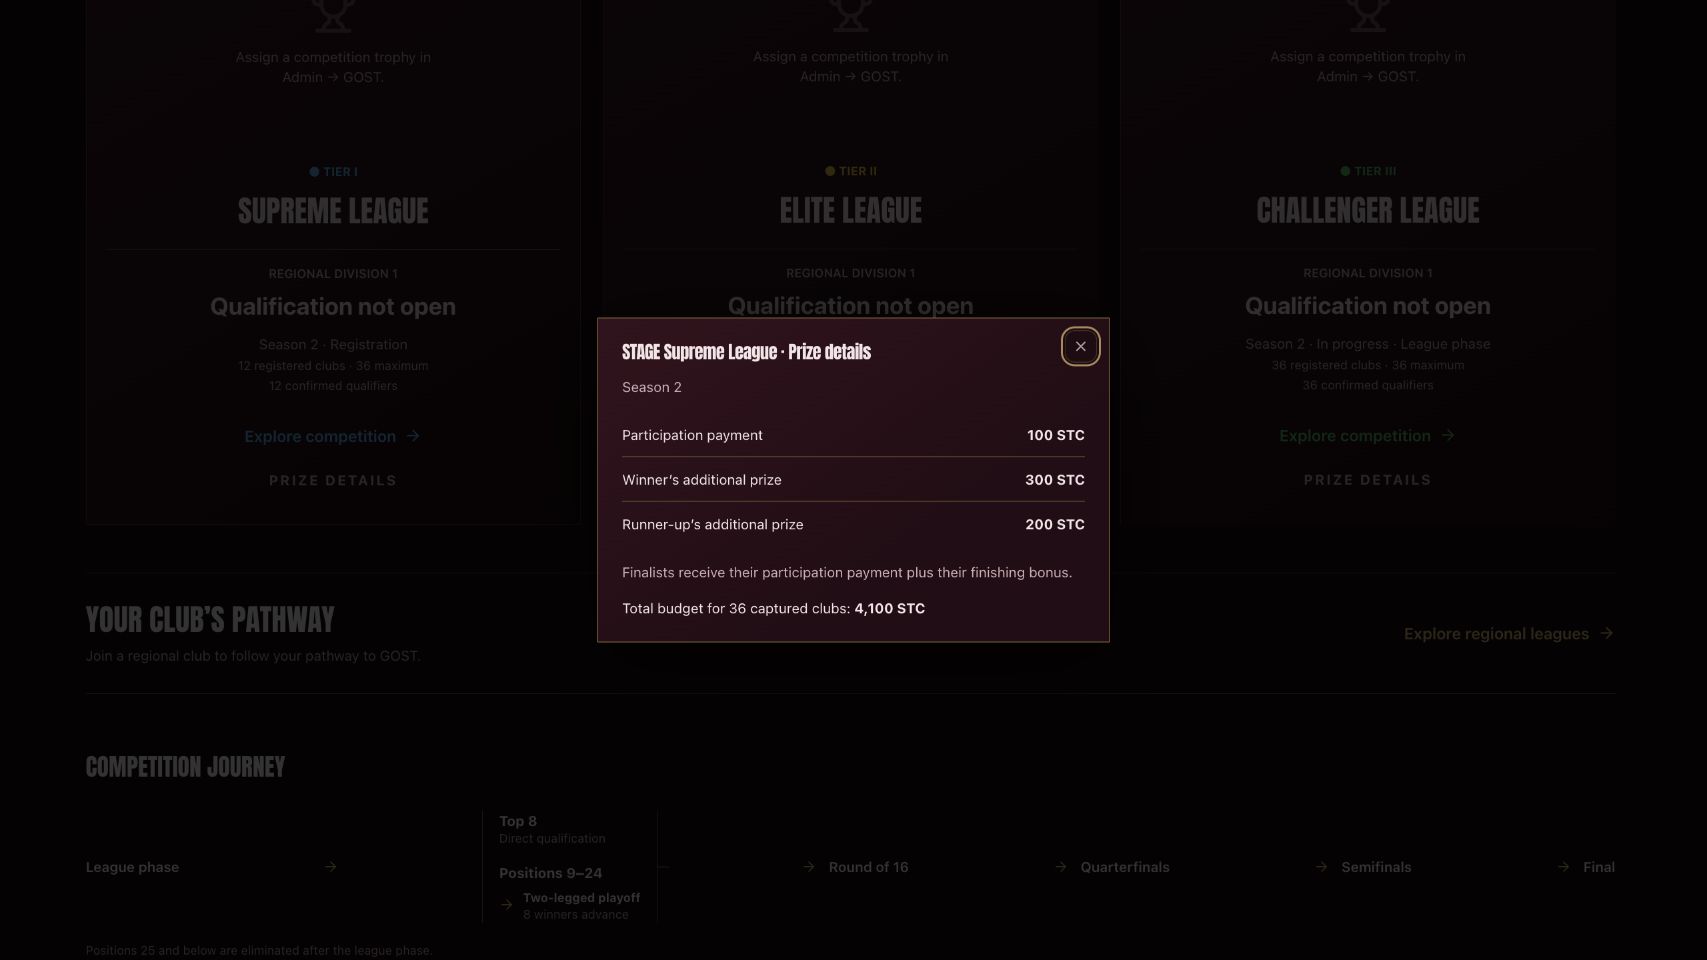 Assign a competition trophy in
Admin → GOST.
TIER I
SUPREME LEAGUE
REGIONAL DIVISION 1
Qualification not open
Season 2 · Registration
12 registered clubs · 36 maximum
12 confirmed qualifiers
Explore competition →
PRIZE DETAILS
Assign a competition trophy in
Admin → GOST.
TIER II
ELITE LEAGUE
REGIONAL DIVISION 1
Qualification not open
Assign a competition trophy in
Admin → GOST.
TIER III
CHALLENGER LEAGUE
REGIONAL DIVISION 1
Qualification not open
Season 2 · In progress · League phase
36 registered clubs · 36 maximum
36 confirmed qualifiers
Explore competition →
PRIZE DETAILS
STAGE Supreme League · Prize details
Season 2
Participation payment 100 STC
Winner's additional prize 300 STC
Runner-up's additional prize 200 STC
Finalists receive their participation payment plus their finishing bonus.
Total budget for 36 captured clubs: 4,100 STC
YOUR CLUB'S PATHWAY
Join a regional club to follow your pathway to GOST.
Explore regional leagues →
COMPETITION JOURNEY
League phase →
Top 8
Direct qualification
Positions 9–24
→ Two-legged playoff
8 winners advance
→ Round of 16
→ Quarterfinals
→ Semifinals
→ Final
Positions 25 and below are eliminated after the league phase.